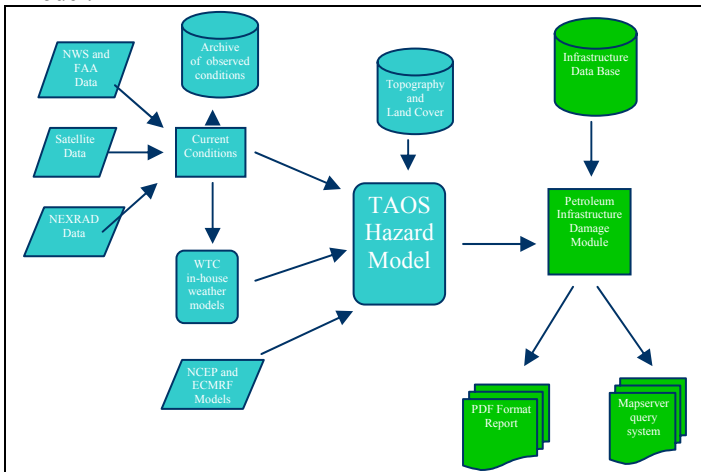 NWS and
FAA
Data
Archive
of observed
conditions
Infrastructure
Data Base
Topography
and
Land Cover
Satellite
Data
Current
Conditions
NEXRAD
Data
TAOS
Hazard
Model
Petroleum
Infrastructure
Damage
Module
WTC
in-house
weather
models
NCEP and
ECMRF
Models
PDF Format
Report
Mapserver
query
system